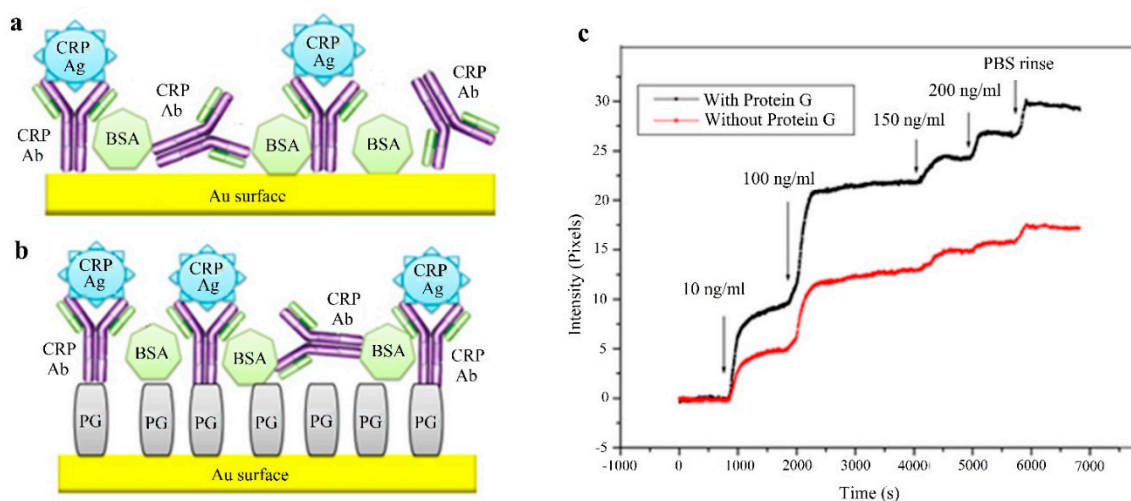 a
CRP
Ag
CRP
Ag
CRP
Ab
CRP
Ab
CRP
Ab
BSA
BSA
BSA
Au surface
b
CRP
Ag
CRP
Ag
CRP
Ag
CRP
Ab
CRP
Ab
CRP
Ab
BSA
BSA
BSA
PG
PG
PG
PG
PG
PG
PG
Au surface
c
With Protein G
Without Protein G
PBS rinse
200 ng/ml
150 ng/ml
100 ng/ml
10 ng/ml
Intensity (Pixels)
30
25
20
15
10
5
0
-5
-1000
0
1000
2000
3000
4000
5000
6000
7000
Time (s)